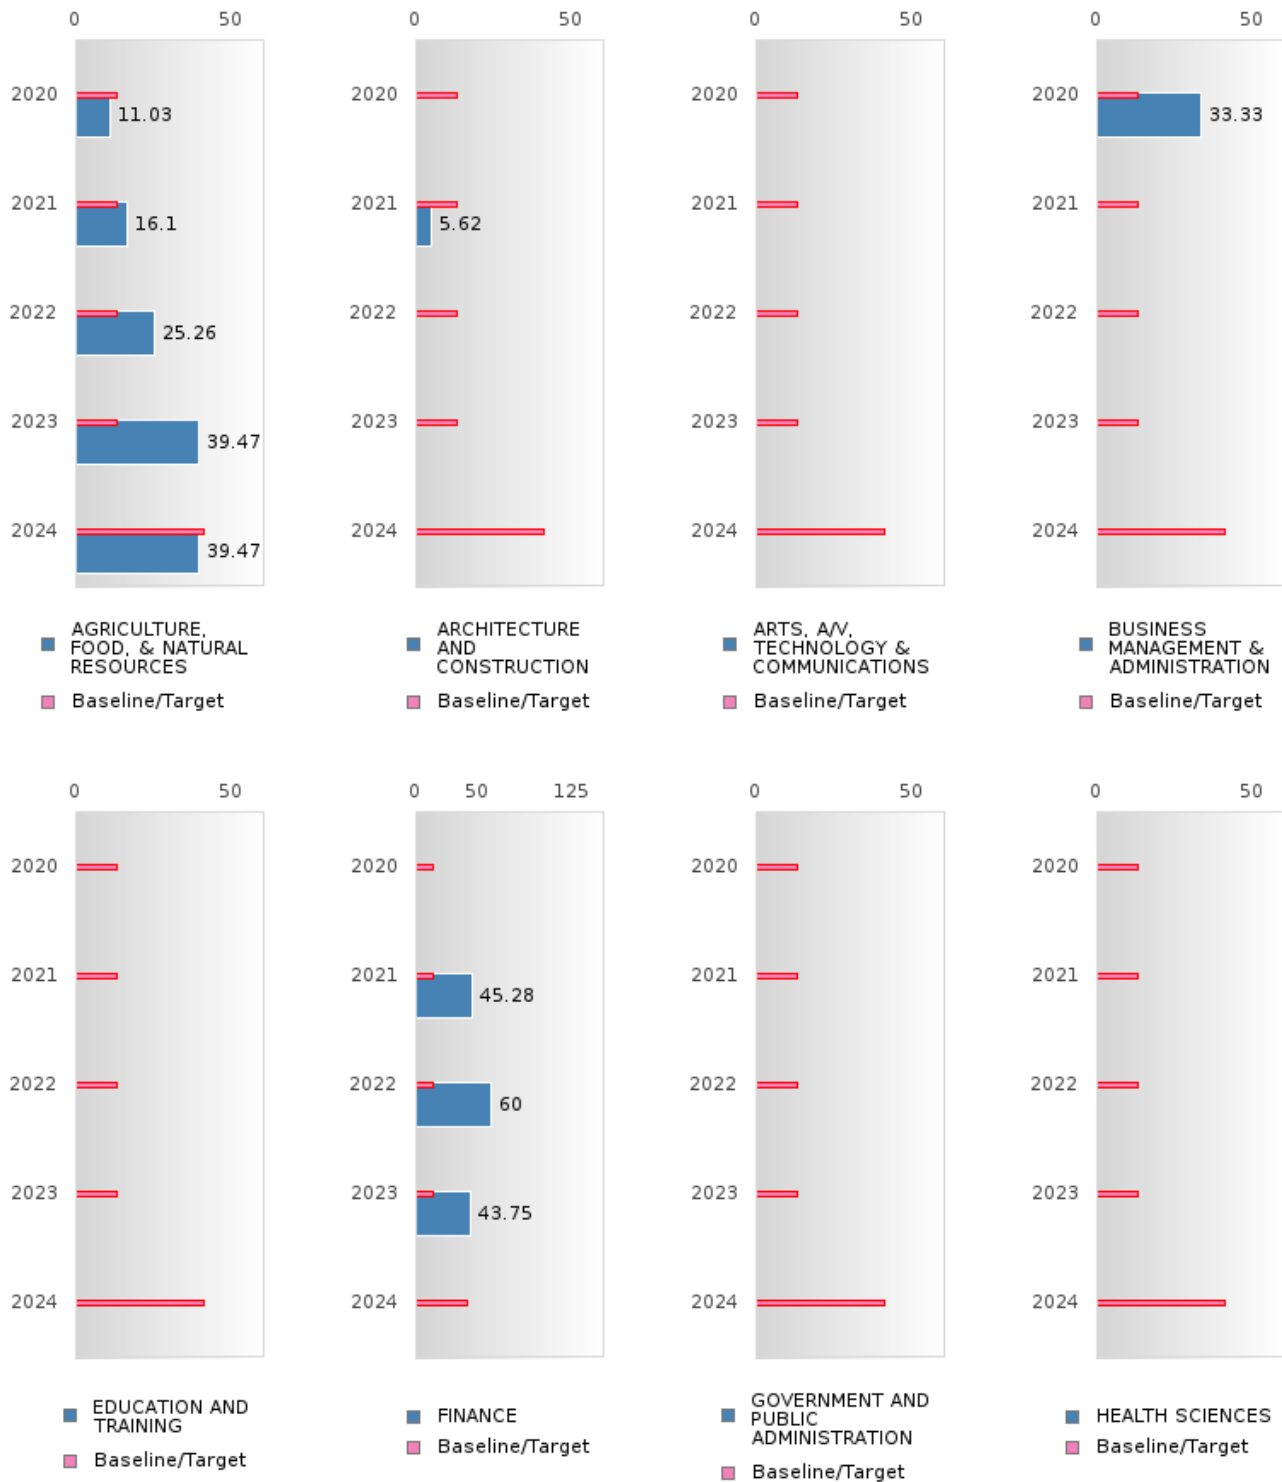 0 50
2020
11.03
2021
16.1
2022
25.26
2023
39.47
2024
39.47
AGRICULTURE,
FOOD, & NATURAL
RESOURCES
Baseline/Target
0 50
2020
2021
5.62
2022
2023
2024
ARCHITECTURE
AND
CONSTRUCTION
Baseline/Target
0 50
2020
2021
2022
2023
2024
ARTS, A/V,
TECHNOLOGY &
COMMUNICATIONS
Baseline/Target
0 50
2020
33.33
2021
2022
2023
2024
BUSINESS
MANAGEMENT &
ADMINISTRATION
Baseline/Target
0 50
2020
2021
2022
2023
2024
EDUCATION AND
TRAINING
Baseline/Target
0 50 125
2020
2021
45.28
2022
60
2023
43.75
2024
FINANCE
Baseline/Target
0 50
2020
2021
2022
2023
2024
GOVERNMENT AND
PUBLIC
ADMINISTRATION
Baseline/Target
0 50
2020
2021
2022
2023
2024
HEALTH SCIENCES
Baseline/Target